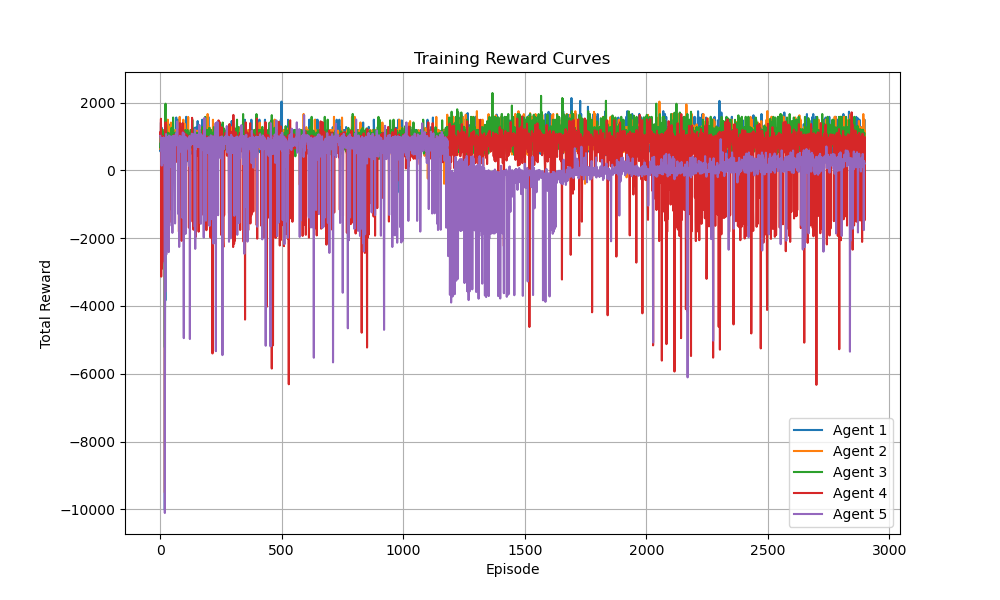 Training Reward Curves
2000
0
−2000
−4000
−6000
−8000
−10000
Total Reward
0
500
1000
1500
2000
2500
3000
Episode
Agent 1
Agent 2
Agent 3
Agent 4
Agent 5